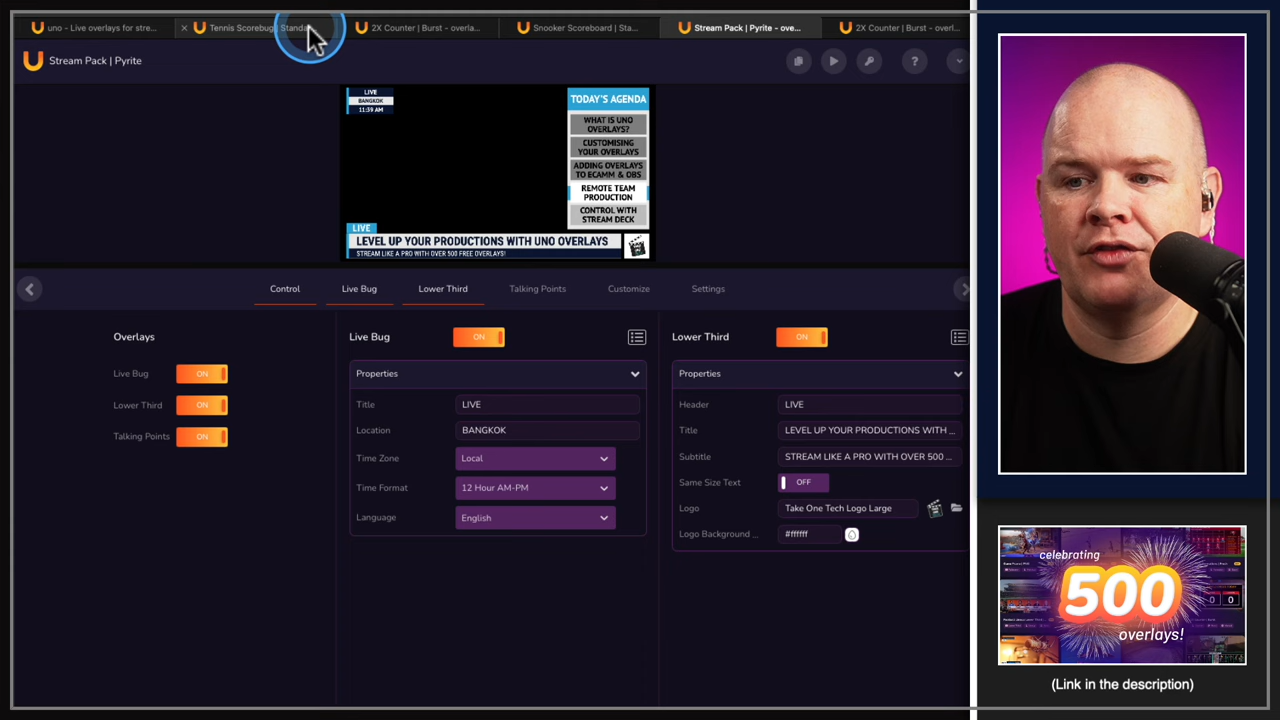 uno - Live overlays for stre...
Tennis Scorebug | Standa
2X Counter | Burst - overla...
Snooker Scoreboard | Sta...
Stream Pack | Pyrite - ove...
2X Counter | Burst - overl...
Stream Pack | Pyrite
?
LIVE
BANGKOK
11:39 AM
TODAY'S AGENDA
WHAT IS UNO
OVERLAYS?
CUSTOMISING
YOUR OVERLAYS
ADDING OVERLAYS
TO ECAMM & OBS
REMOTE TEAM
PRODUCTION
CONTROL WITH
STREAM DECK
LIVE
LEVEL UP YOUR PRODUCTIONS WITH UNO OVERLAYS
STREAM LIKE A PRO WITH OVER 500 FREE OVERLAYS!
Control
Live Bug
Lower Third
Talking Points
Customize
Settings
Overlays
Live Bug ON
Lower Third ON
Talking Points ON
Live Bug ON
Properties
Title LIVE
Location BANGKOK
Time Zone Local
Time Format 12 Hour AM-PM
Language English
Lower Third ON
Properties
Header LIVE
Title LEVEL UP YOUR PRODUCTIONS WITH ...
Subtitle STREAM LIKE A PRO WITH OVER 500 ...
Same Size Text OFF
Logo Take One Tech Logo Large
Logo Background ... #ffffff
celebrating
500
overlays!
(Link in the description)